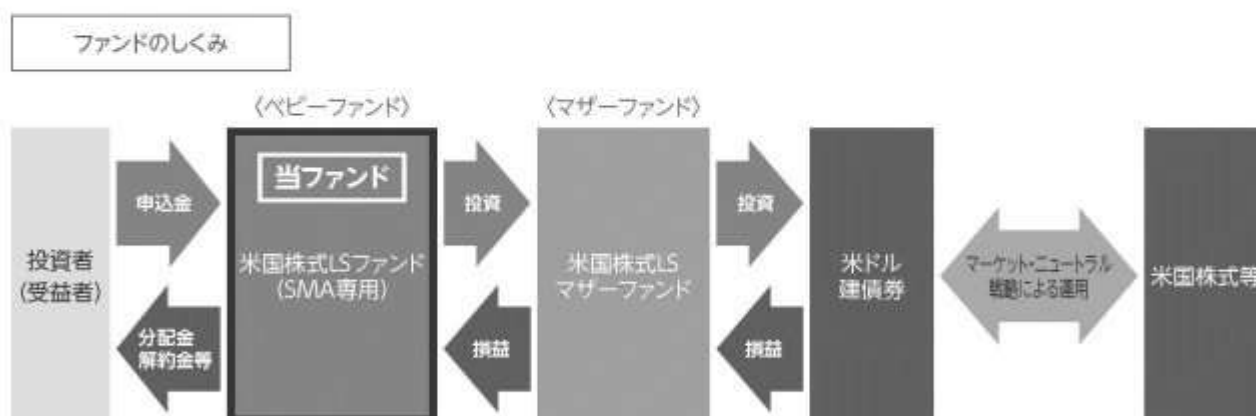 ファンドのしくみ
〈ベビーファンド〉
〈マザーファンド〉
投資者
(受益者)
申込金
分配金
解約金等
当ファンド
米国株式LSファンド
(SMA専用)
投資
損益
米国株式LS
マザーファンド
投資
損益
米ドル
建債券
マーケット・ニュートラル
戦略による運用
米国株式等